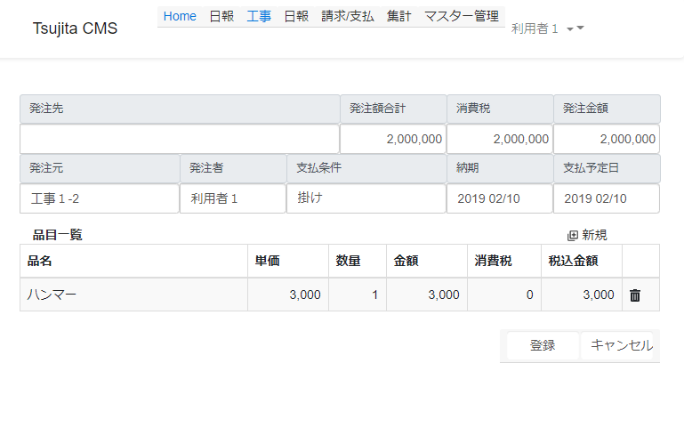 Tsujita CMS Home 日報 工事 日報 請求/支払 集計 マスター管理 利用者１
発注先 発注額合計 消費税 発注金額
2,000,000 2,000,000 2,000,000
発注元 発注者 支払条件 納期 支払予定日
工事１-2 利用者１ 掛け 2019 02/10 2019 02/10
品目一覧 新規
品名 単価 数量 金額 消費税 税込金額
ハンマー 3,000 1 3,000 0 3,000
登録 キャンセル